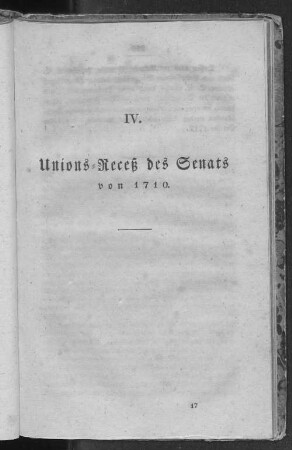 IV.
Unions-Receß des Senats
von 1710.
17